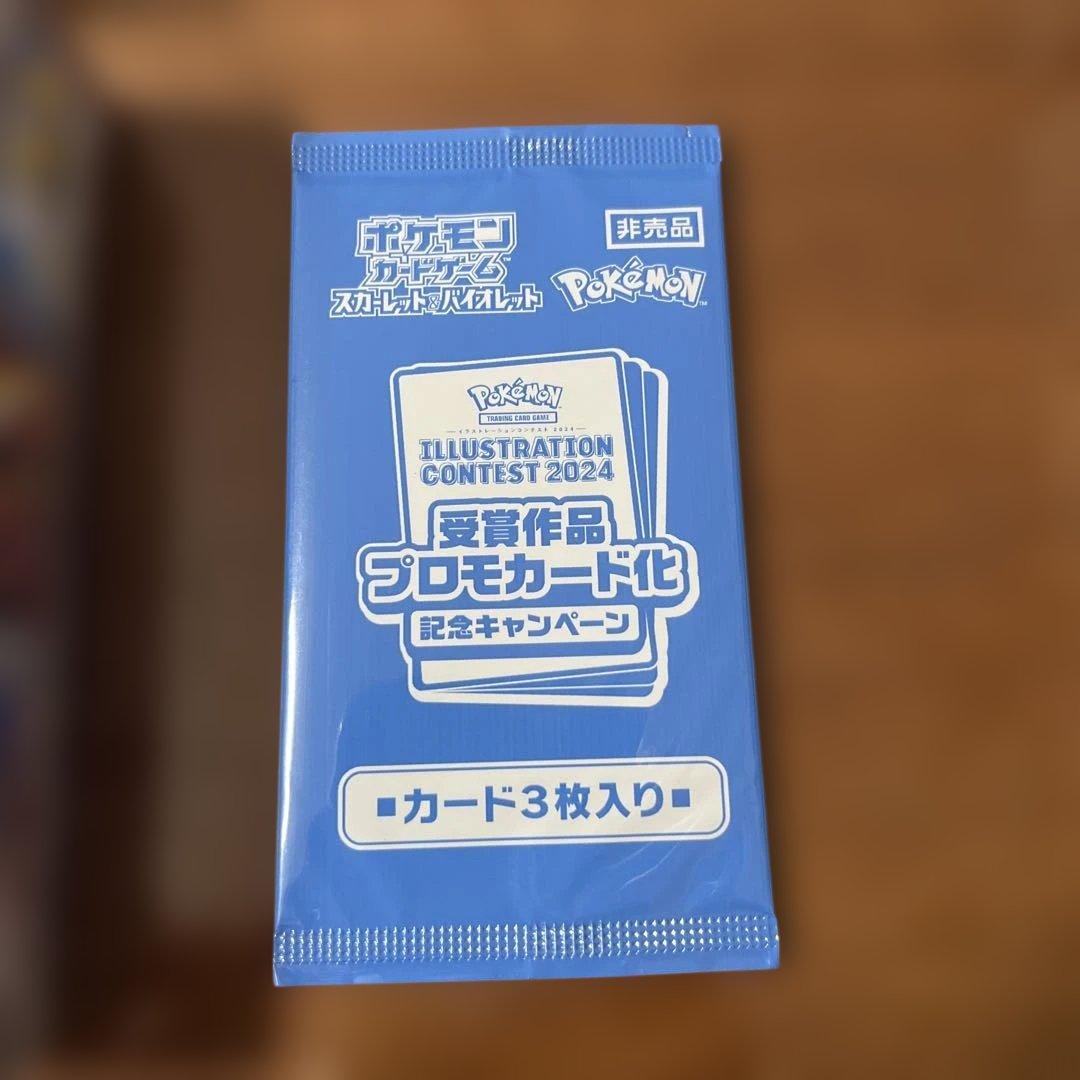 ポケモン
カードゲーム™
スカーレット&バイオレット
非売品
POKéMON™
POKéMON
TRADING CARD GAME
イラストレーションコンテスト 2024
ILLUSTRATION
CONTEST 2024
受賞作品
プロモカード化
記念キャンペーン
■カード3枚入り■